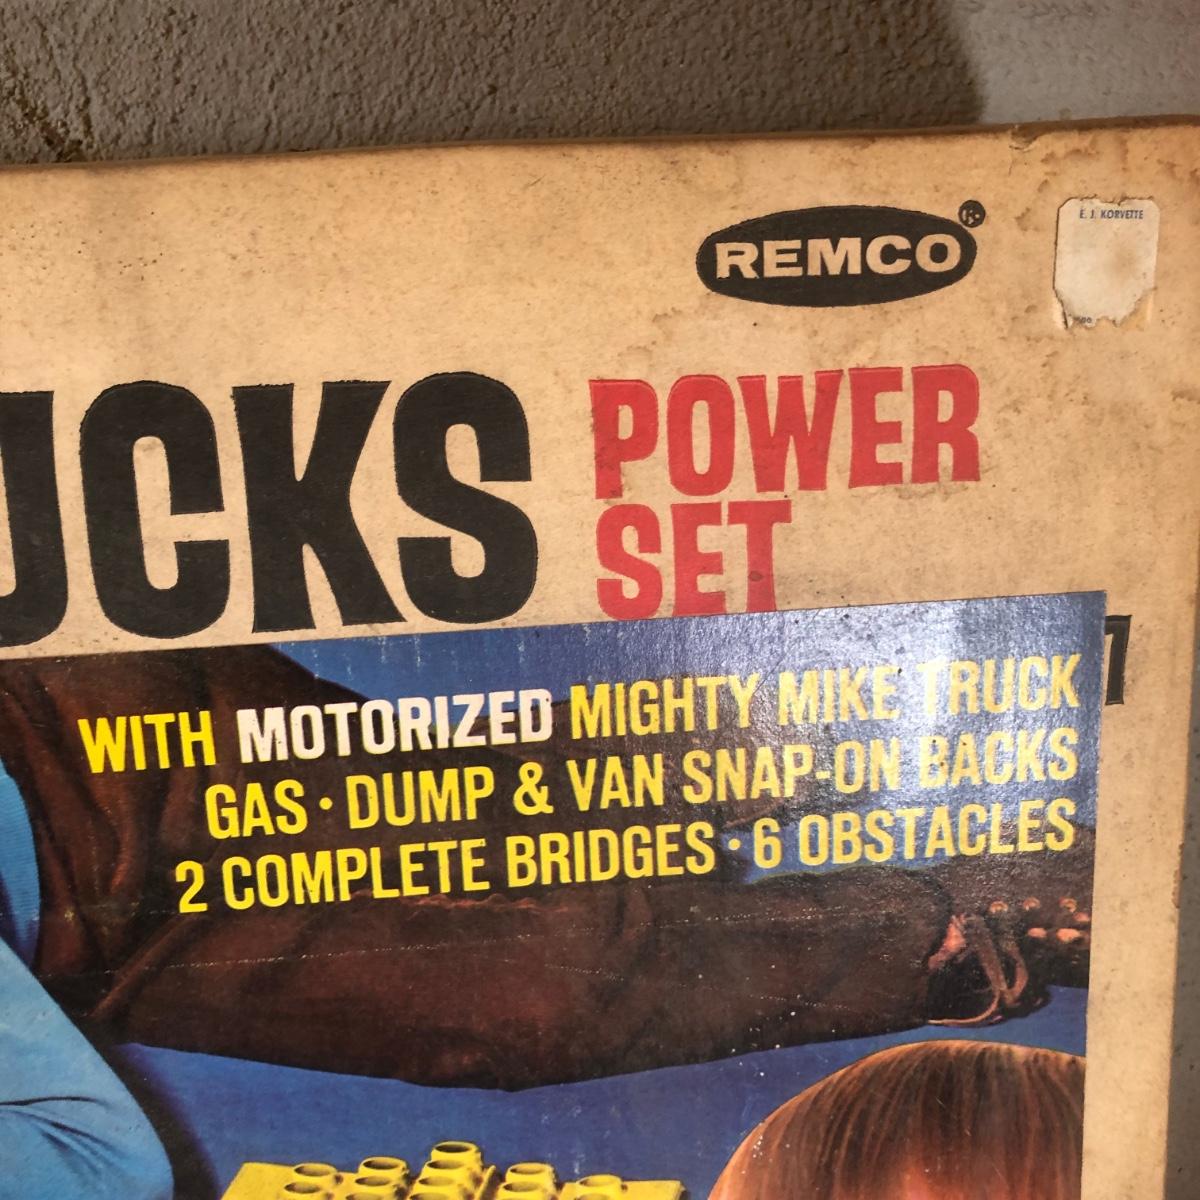 REMCO®
E. J. KORVETTE
UCKS
POWER
SET
WITH MOTORIZED MIGHTY MIKE TRUCK
GAS · DUMP & VAN SNAP-ON BACKS
2 COMPLETE BRIDGES · 6 OBSTACLES